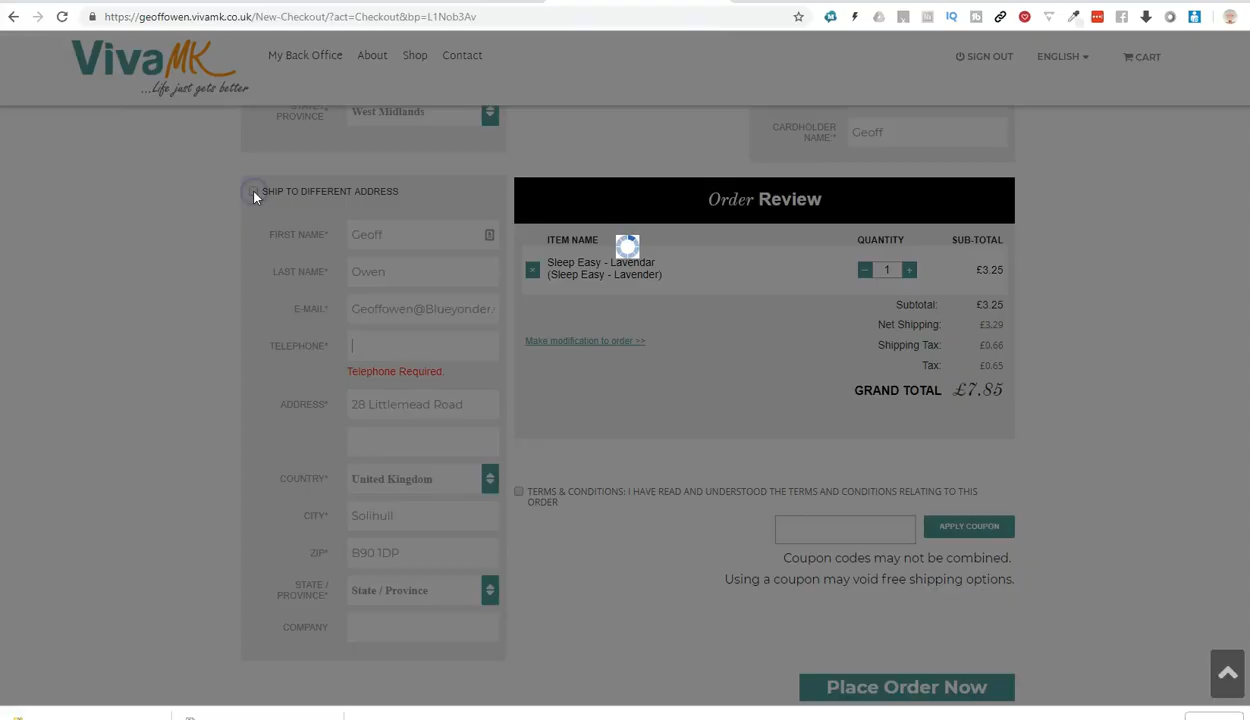 https://geoffowen.vivamk.co.uk/New-Checkout/?act=Checkout&bp=L1Nob3Av
VivaMK
...Life just gets better
My Back Office About Shop Contact
SIGN OUT ENGLISH CART
STATE / PROVINCE
West Midlands
CARDHOLDER NAME:*
Geoff
SHIP TO DIFFERENT ADDRESS
FIRST NAME* Geoff
LAST NAME* Owen
E-MAIL* Geoffowen@Blueyonder.
TELEPHONE*
Telephone Required.
ADDRESS* 28 Littlemead Road
COUNTRY* United Kingdom
CITY* Solihull
ZIP* B90 1DP
STATE / PROVINCE* State / Province
COMPANY
Order Review
ITEM NAME QUANTITY SUB-TOTAL
× Sleep Easy - Lavendar − 1 + £3.25
(Sleep Easy - Lavender)
Subtotal: £3.25
Net Shipping: £3.29
Make modification to order >>
Shipping Tax: £0.66
Tax: £0.65
GRAND TOTAL £7.85
TERMS & CONDITIONS: I HAVE READ AND UNDERSTOOD THE TERMS AND CONDITIONS RELATING TO THIS
ORDER
APPLY COUPON
Coupon codes may not be combined.
Using a coupon may void free shipping options.
Place Order Now